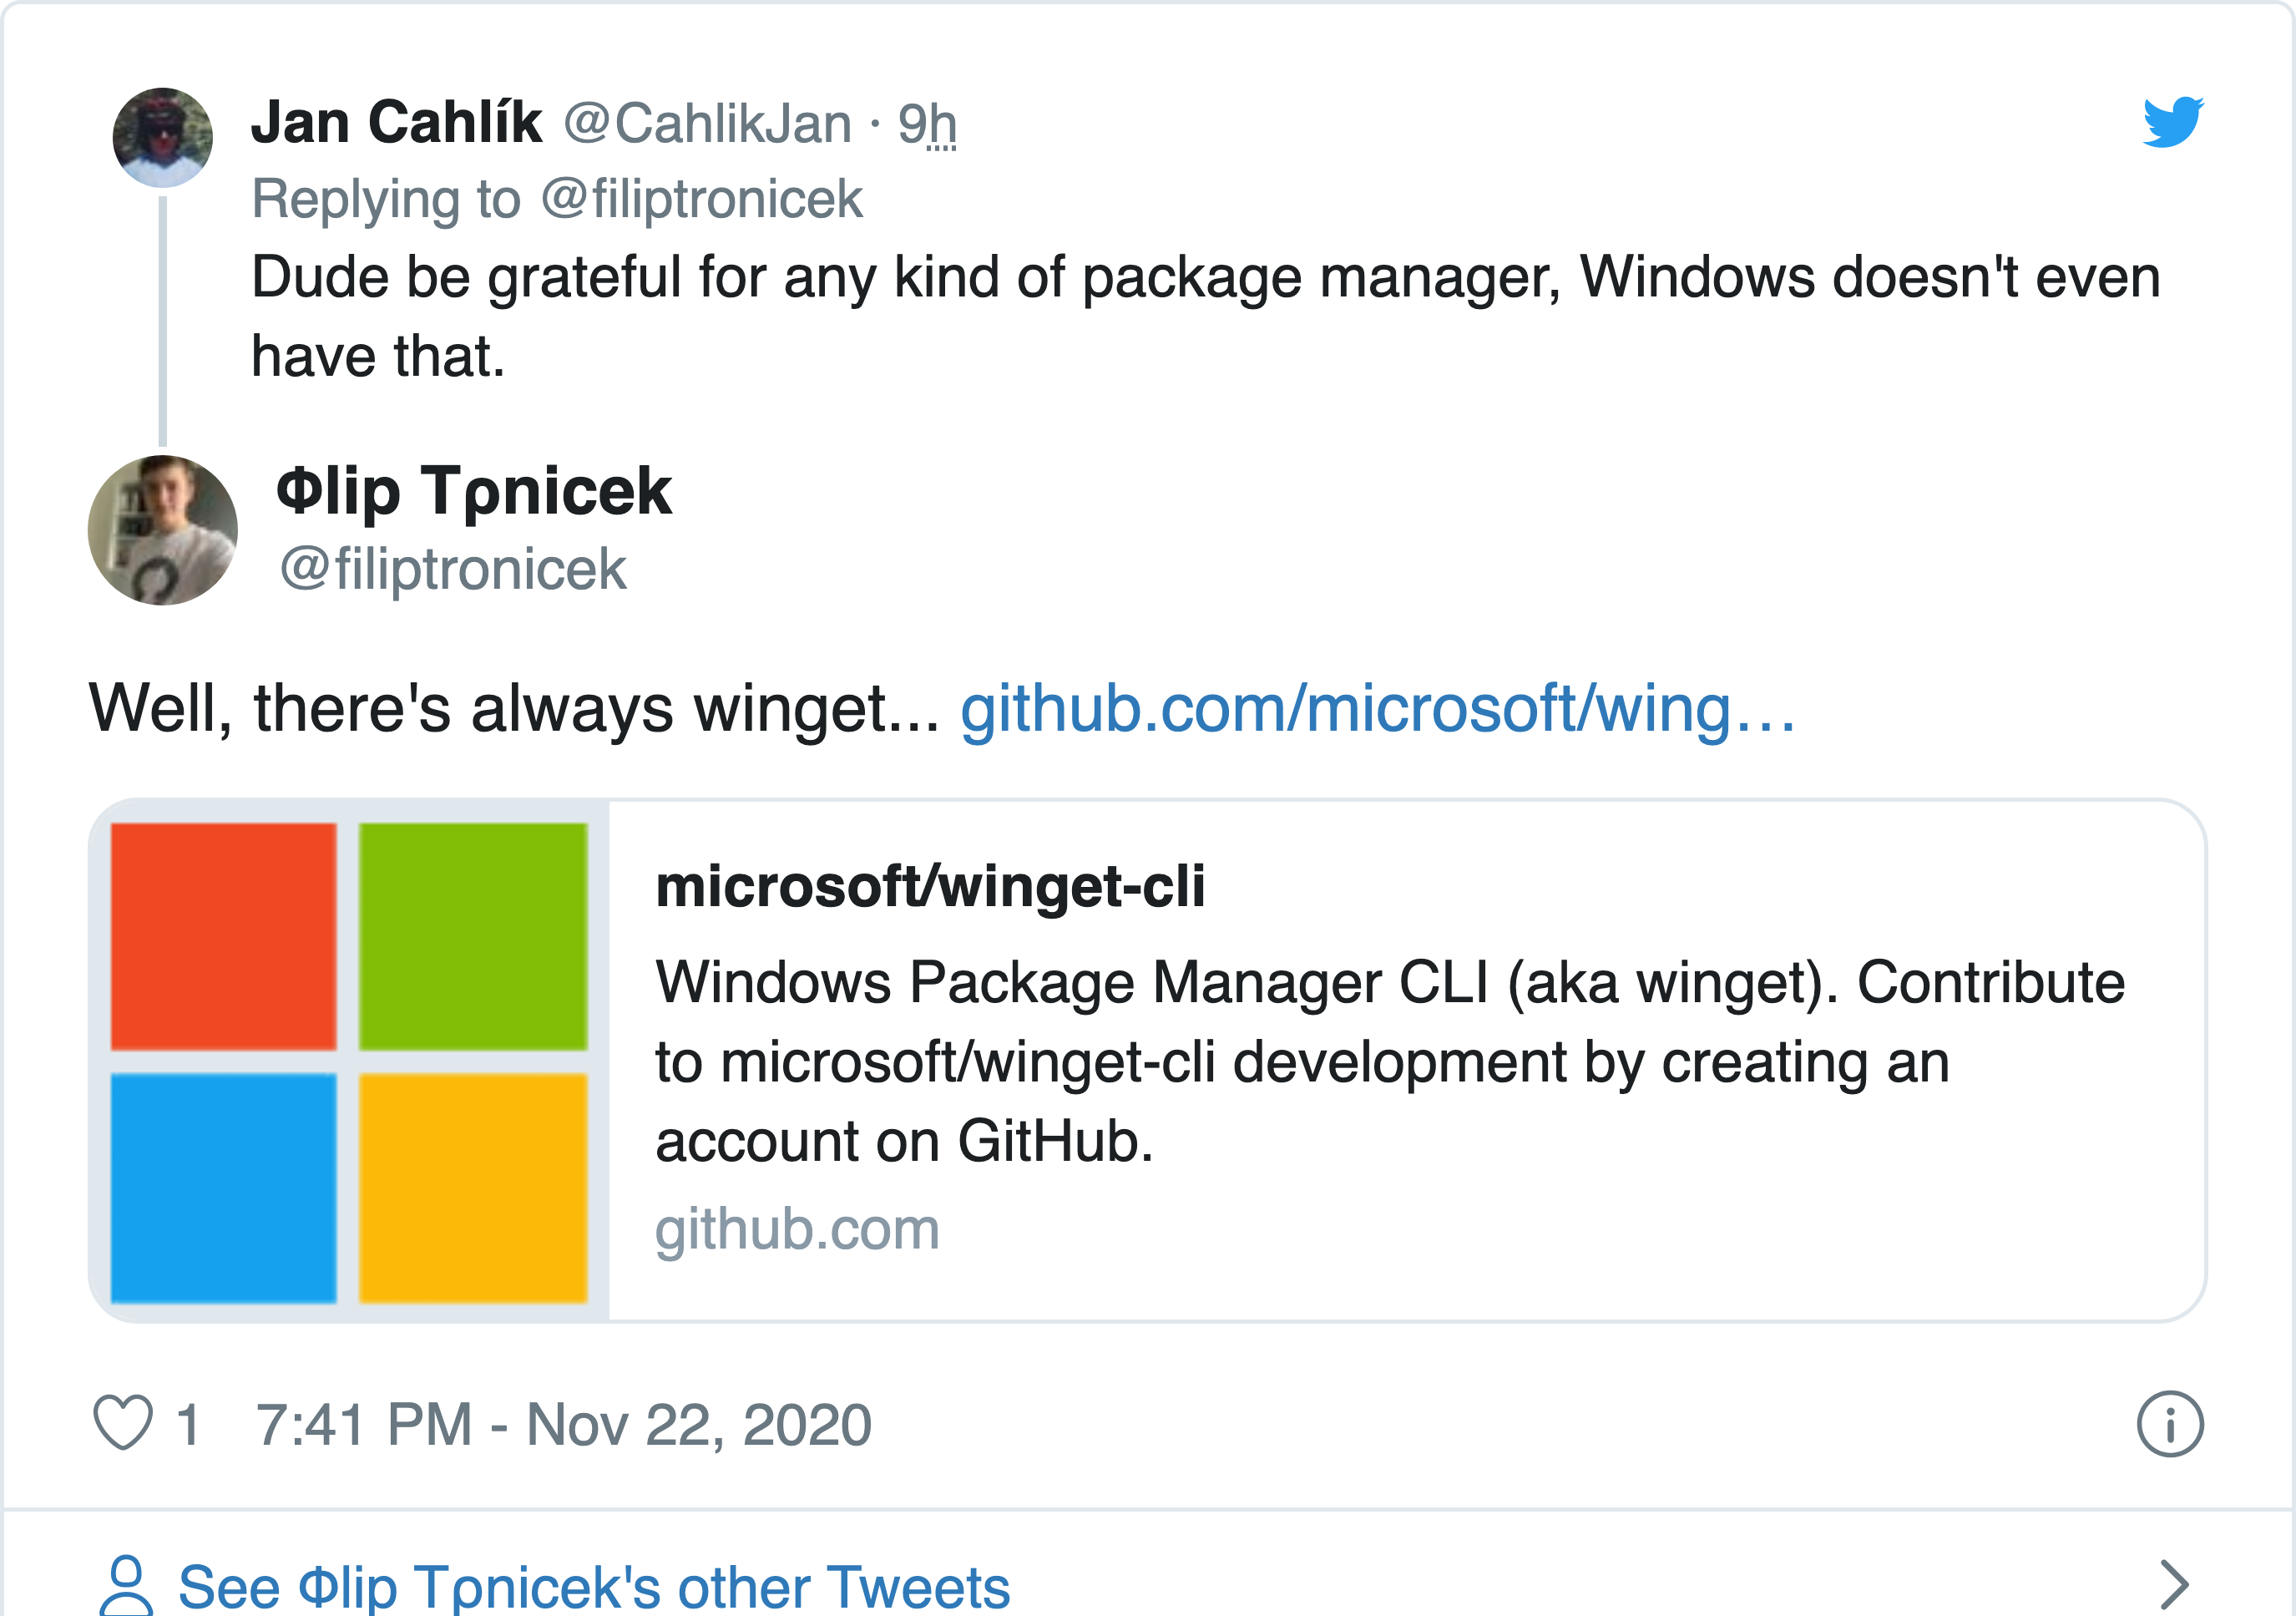 Jan Cahlík @CahlikJan · 9h
Replying to @filiptronicek
Dude be grateful for any kind of package manager, Windows doesn't even
have that.
Φlip Tρnicek
@filiptronicek
Well, there's always winget... github.com/microsoft/wing…
microsoft/winget-cli
Windows Package Manager CLI (aka winget). Contribute
to microsoft/winget-cli development by creating an
account on GitHub.
github.com
1 7:41 PM - Nov 22, 2020
See Φlip Tρnicek's other Tweets